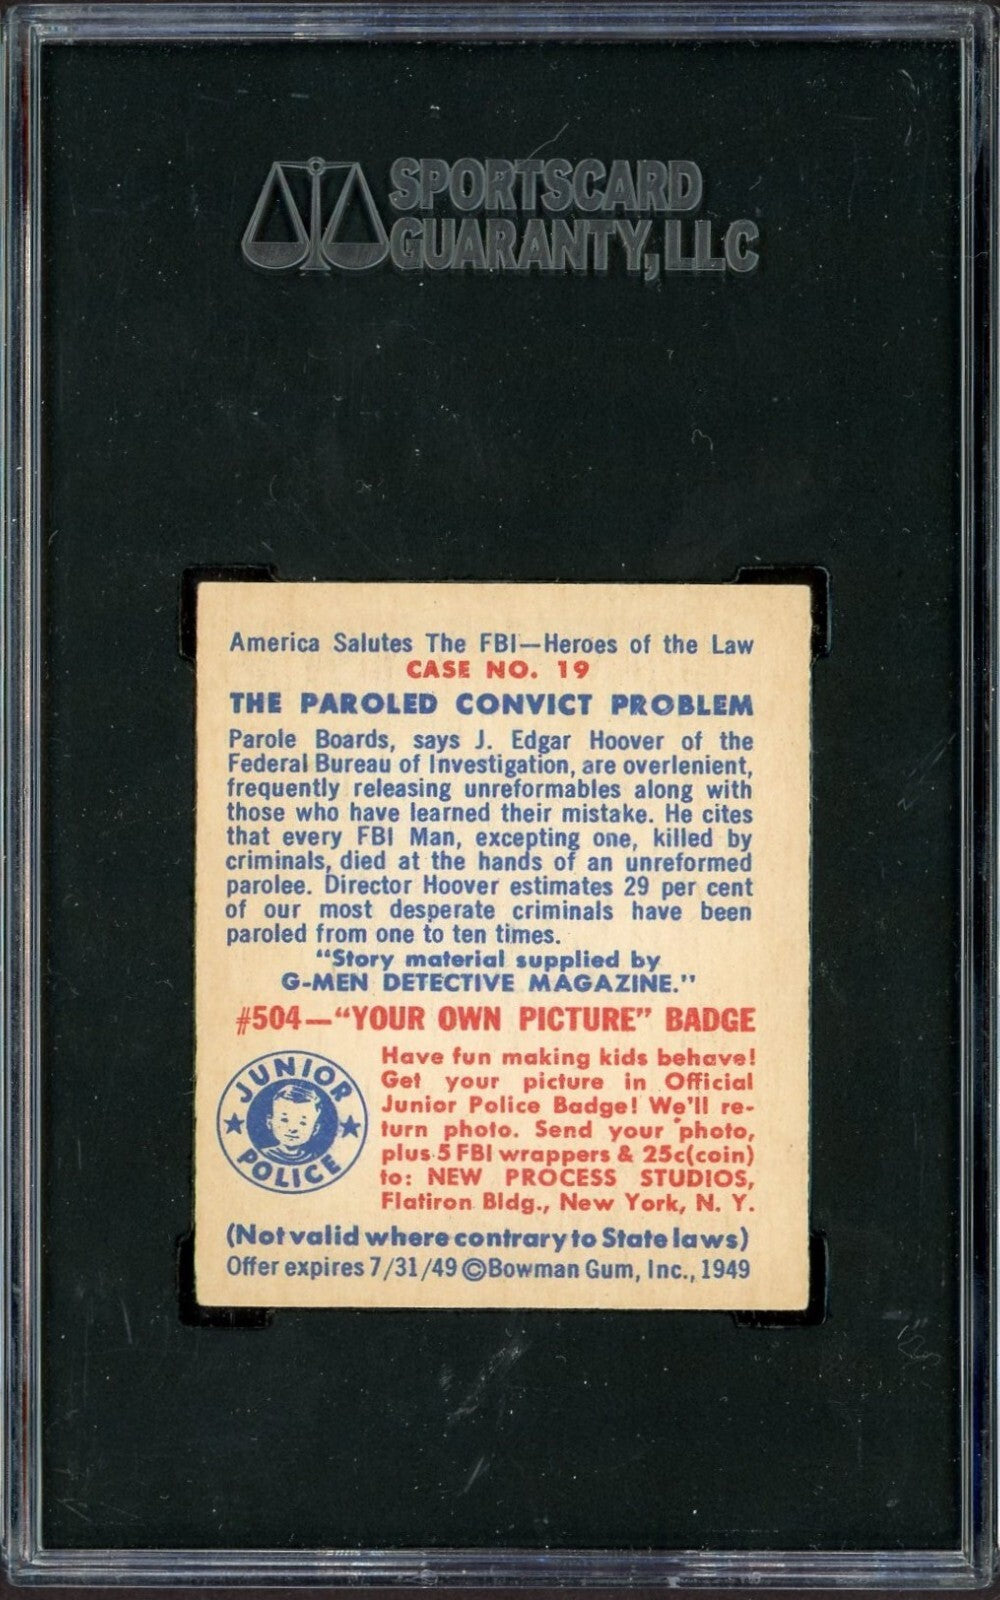 SPORTSCARD
GUARANTY, LLC
America Salutes The FBI—Heroes of the Law
CASE NO. 19
THE PAROLED CONVICT PROBLEM
Parole Boards, says J. Edgar Hoover of the
Federal Bureau of Investigation, are overlenient,
frequently releasing unreformables along with
those who have learned their mistake. He cites
that every FBI Man, excepting one, killed by
criminals, died at the hands of an unreformed
parolee. Director Hoover estimates 29 per cent
of our most desperate criminals have been
paroled from one to ten times.
"Story material supplied by
G-MEN DETECTIVE MAGAZINE."
#504—"YOUR OWN PICTURE" BADGE
JUNIOR
POLICE
Have fun making kids behave!
Get your picture in Official
Junior Police Badge! We'll re-
turn photo. Send your photo,
plus 5 FBI wrappers & 25c(coin)
to: NEW PROCESS STUDIOS,
Flatiron Bldg., New York, N. Y.
(Not valid where contrary to State laws)
Offer expires 7/31/49 ©Bowman Gum, Inc., 1949